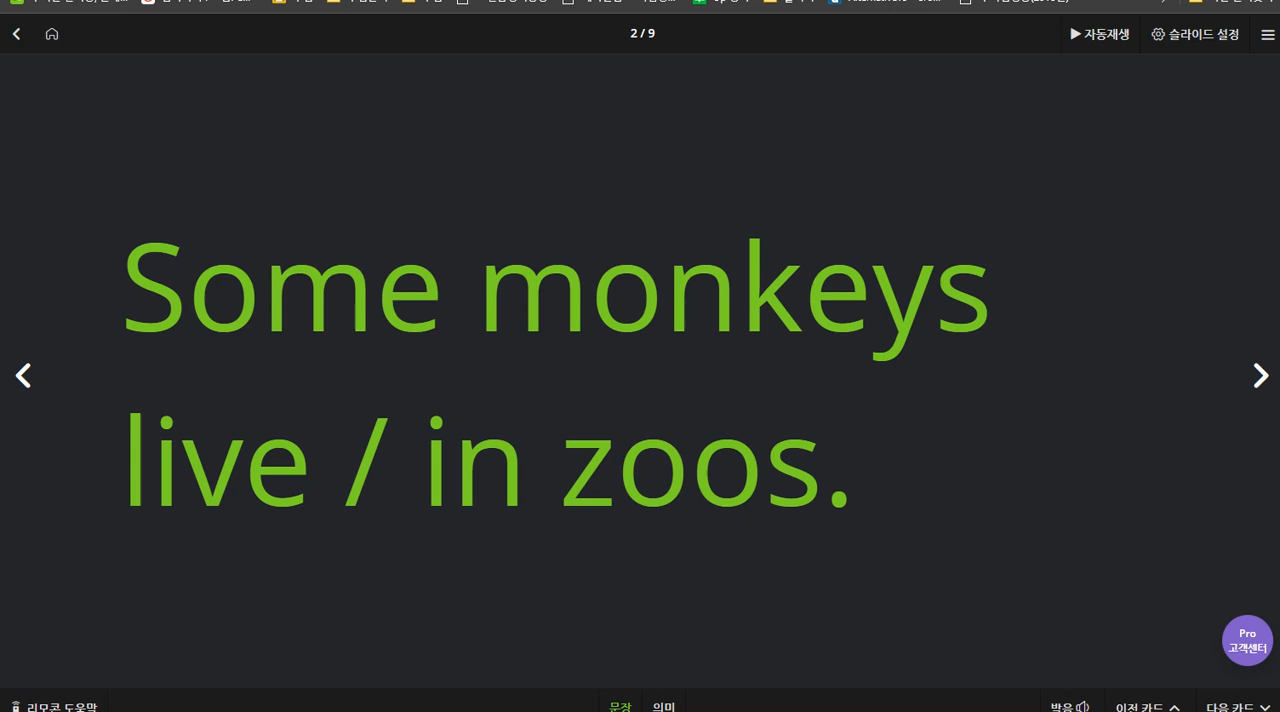 2 / 9
자동재생
슬라이드 설정
Some monkeys
live / in zoos.
Pro
고객센터
리모콘 도움말
문장
의미
발음
이전 카드
다음 카드